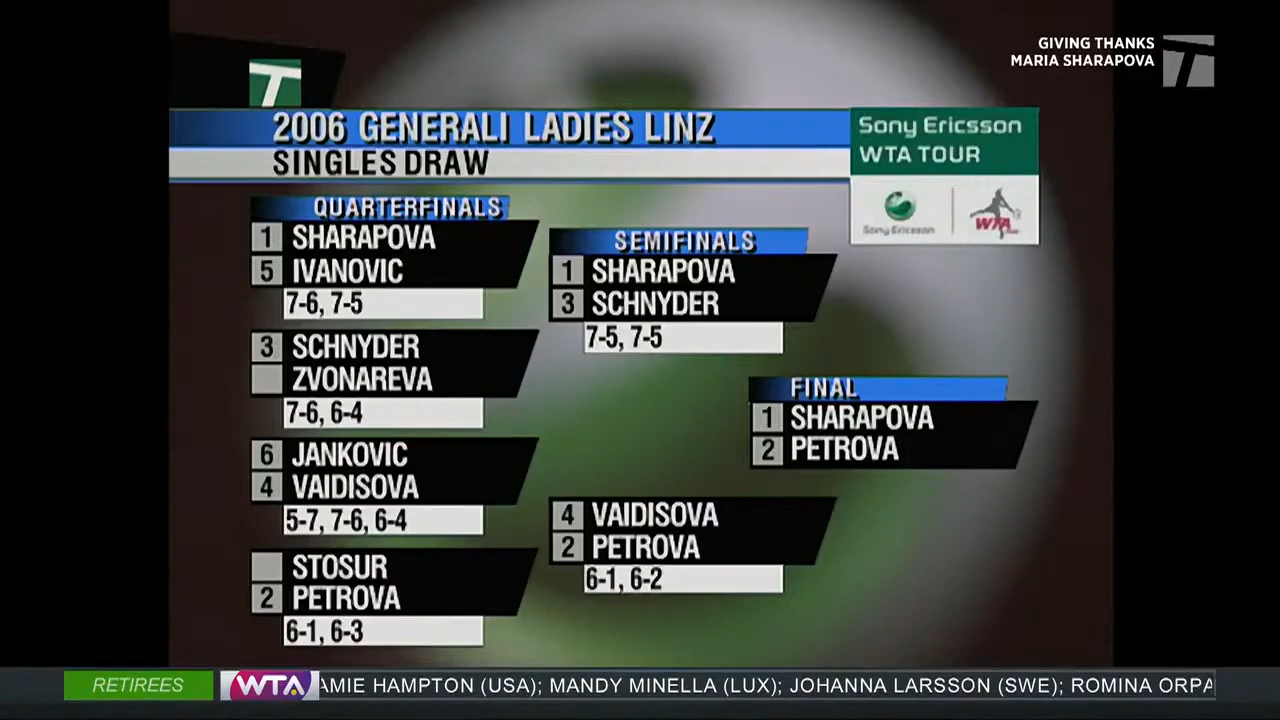 GIVING THANKS
MARIA SHARAPOVA
T
T
2006 GENERALI LADIES LINZ
SINGLES DRAW
Sony Ericsson
WTA TOUR
Sony Ericsson
WTA
QUARTERFINALS
1 SHARAPOVA
5 IVANOVIC
7-6, 7-5
3 SCHNYDER
ZVONAREVA
7-6, 6-4
6 JANKOVIC
4 VAIDISOVA
5-7, 7-6, 6-4
STOSUR
2 PETROVA
6-1, 6-3
SEMIFINALS
1 SHARAPOVA
3 SCHNYDER
7-5, 7-5
4 VAIDISOVA
2 PETROVA
6-1, 6-2
FINAL
1 SHARAPOVA
2 PETROVA
RETIREES WTA AMIE HAMPTON (USA); MANDY MINELLA (LUX); JOHANNA LARSSON (SWE); ROMINA ORPA